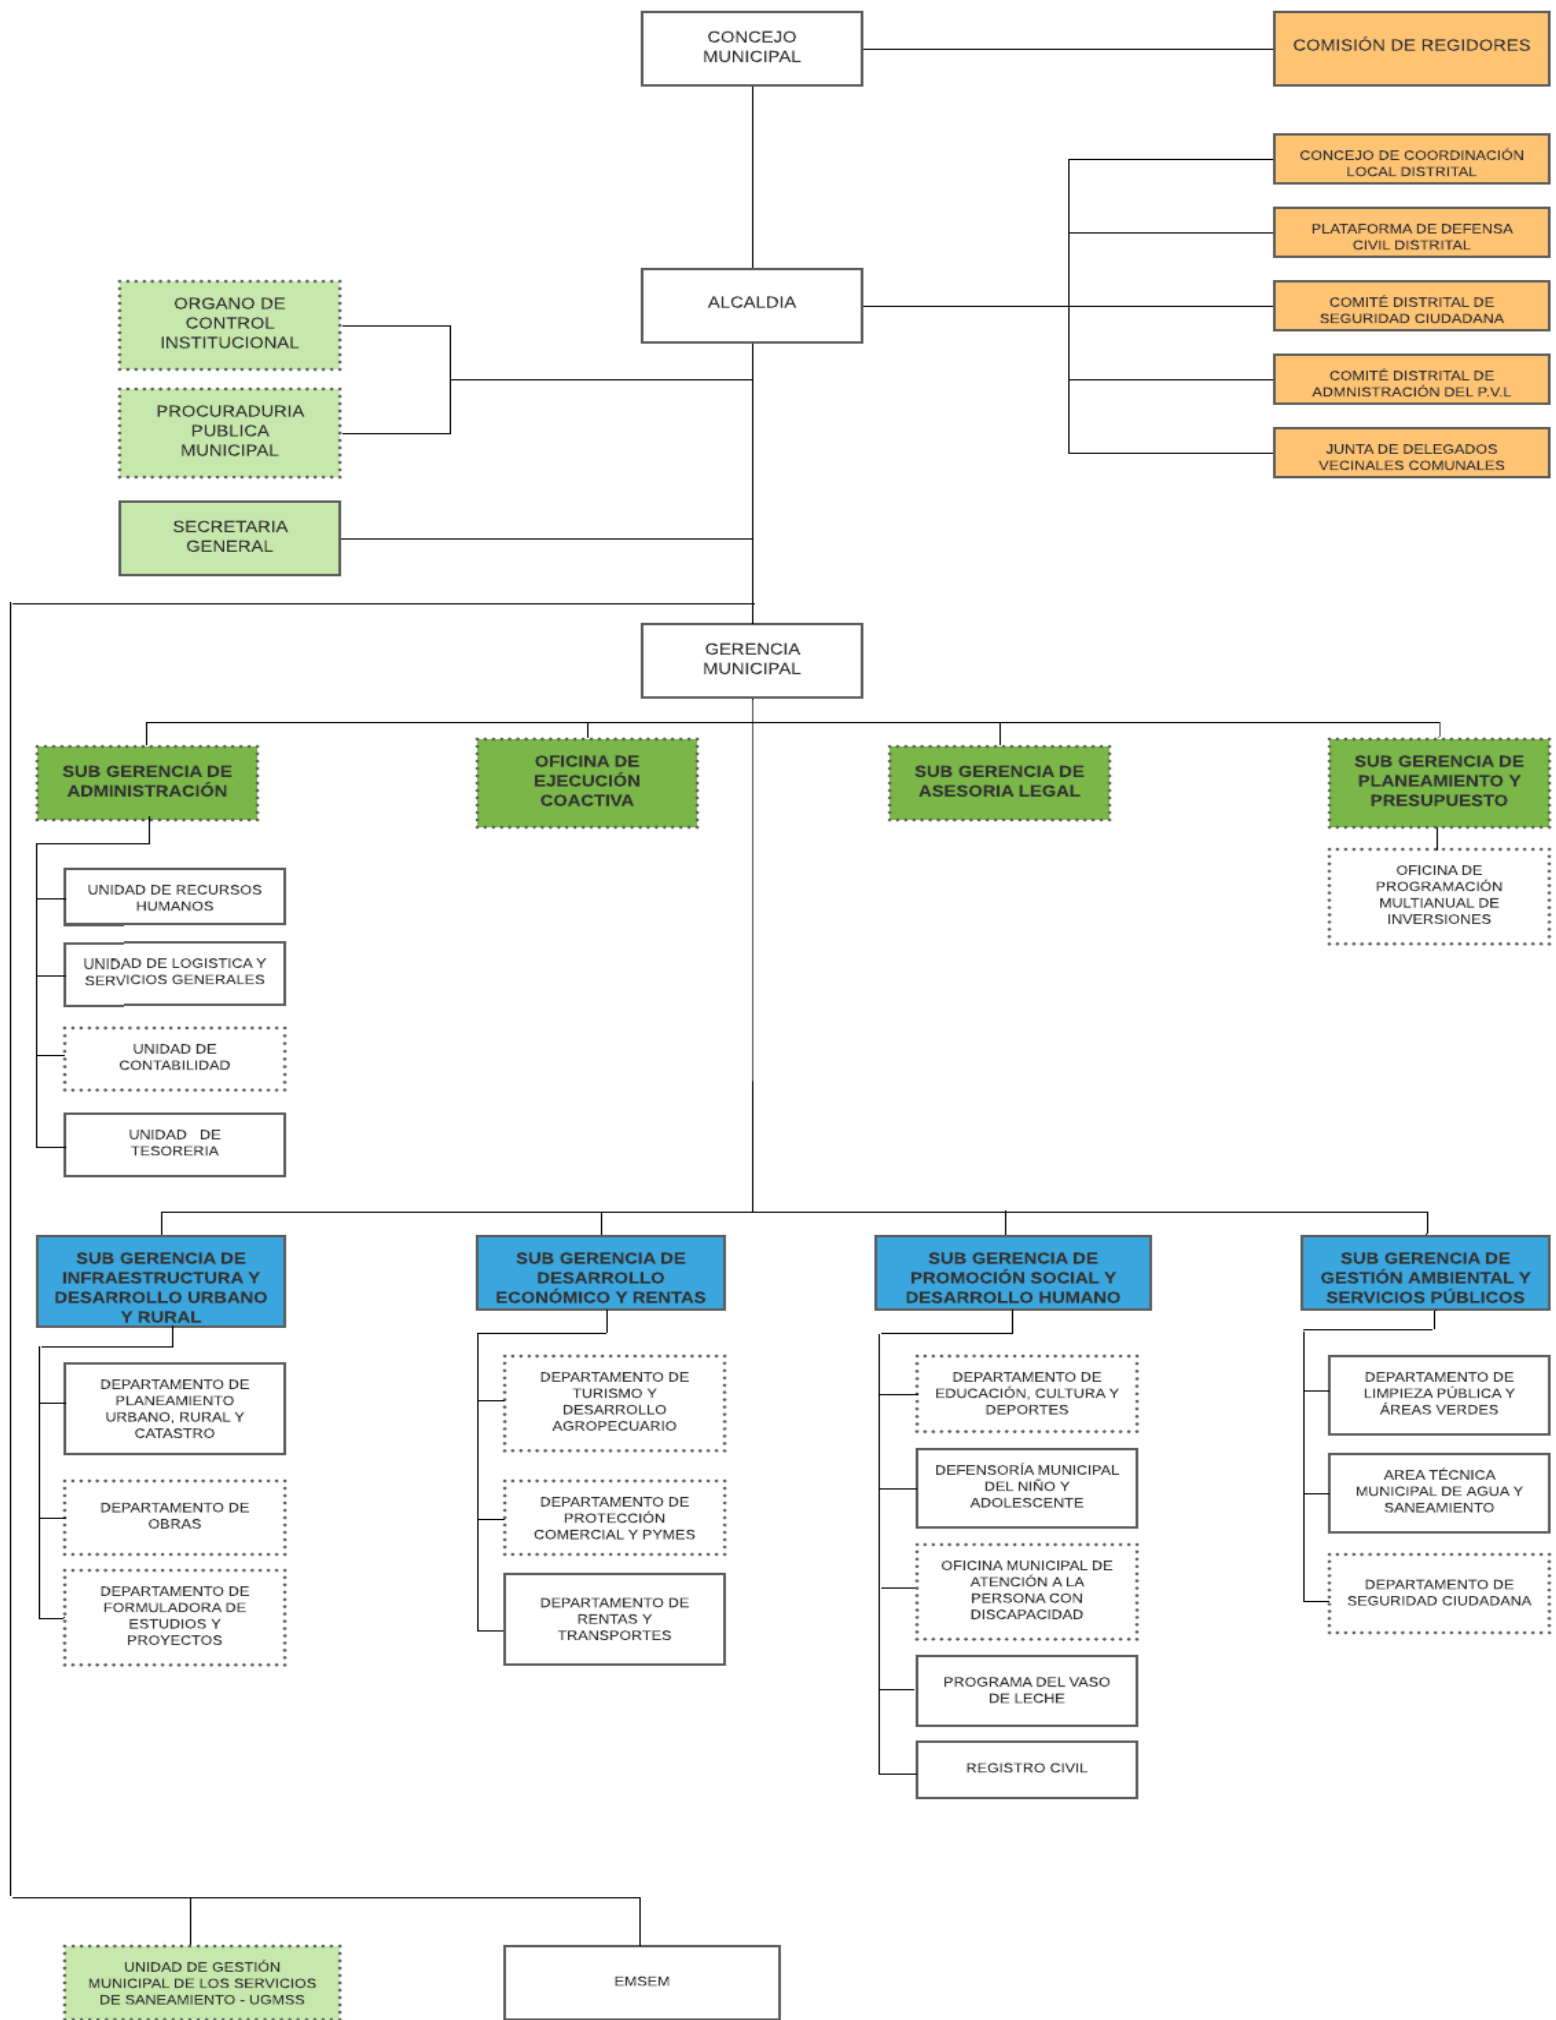 CONCEJO
MUNICIPAL
COMISIÓN DE REGIDORES
CONCEJO DE COORDINACIÓN
LOCAL DISTRITAL
PLATAFORMA DE DEFENSA
CIVIL DISTRITAL
ALCALDIA
COMITÉ DISTRITAL DE
SEGURIDAD CIUDADANA
COMITÉ DISTRITAL DE
ADMNISTRACIÓN DEL P.V.L
JUNTA DE DELEGADOS
VECINALES COMUNALES
ORGANO DE
CONTROL
INSTITUCIONAL
PROCURADURIA
PUBLICA
MUNICIPAL
SECRETARIA
GENERAL
GERENCIA
MUNICIPAL
SUB GERENCIA DE
ADMINISTRACIÓN
OFICINA DE
EJECUCIÓN
COACTIVA
SUB GERENCIA DE
ASESORIA LEGAL
SUB GERENCIA DE
PLANEAMIENTO Y
PRESUPUESTO
UNIDAD DE RECURSOS
HUMANOS
UNIDAD DE LOGISTICA Y
SERVICIOS GENERALES
UNIDAD DE
CONTABILIDAD
UNIDAD DE
TESORERIA
OFICINA DE
PROGRAMACIÓN
MULTIANUAL DE
INVERSIONES
SUB GERENCIA DE
INFRAESTRUCTURA Y
DESARROLLO URBANO
Y RURAL
DEPARTAMENTO DE
PLANEAMIENTO
URBANO, RURAL Y
CATASTRO
DEPARTAMENTO DE
OBRAS
DEPARTAMENTO DE
FORMULADORA DE
ESTUDIOS Y
PROYECTOS
SUB GERENCIA DE
DESARROLLO
ECONÓMICO Y RENTAS
DEPARTAMENTO DE
TURISMO Y
DESARROLLO
AGROPECUARIO
DEPARTAMENTO DE
PROTECCIÓN
COMERCIAL Y PYMES
DEPARTAMENTO DE
RENTAS Y
TRANSPORTES
SUB GERENCIA DE
PROMOCIÓN SOCIAL Y
DESARROLLO HUMANO
DEPARTAMENTO DE
EDUCACIÓN, CULTURA Y
DEPORTES
DEFENSORÍA MUNICIPAL
DEL NIÑO Y
ADOLESCENTE
OFICINA MUNICIPAL DE
ATENCIÓN A LA
PERSONA CON
DISCAPACIDAD
PROGRAMA DEL VASO
DE LECHE
REGISTRO CIVIL
SUB GERENCIA DE
GESTIÓN AMBIENTAL Y
SERVICIOS PÚBLICOS
DEPARTAMENTO DE
LIMPIEZA PÚBLICA Y
ÁREAS VERDES
AREA TÉCNICA
MUNICIPAL DE AGUA Y
SANEAMIENTO
DEPARTAMENTO DE
SEGURIDAD CIUDADANA
UNIDAD DE GESTIÓN
MUNICIPAL DE LOS SERVICIOS
DE SANEAMIENTO - UGMSS
EMSEM